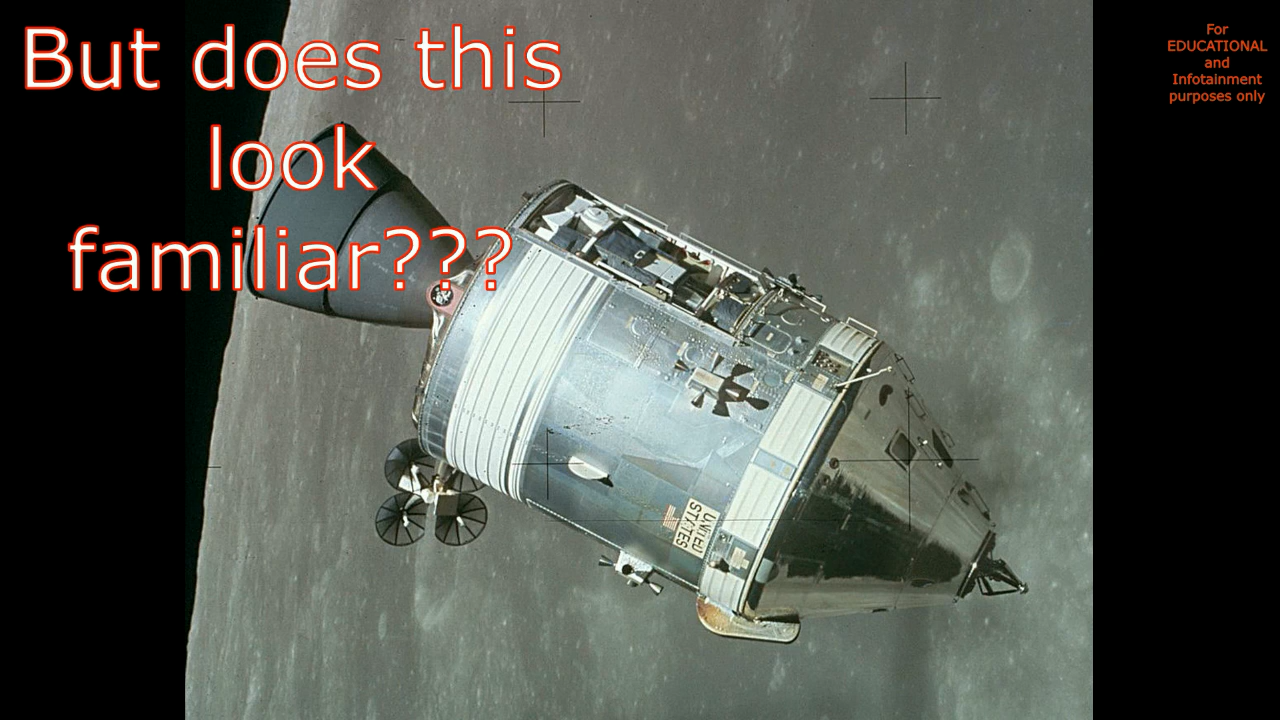 But does this
look
familiar???
For
EDUCATIONAL
and
Infotainment
purposes only
UNITED
STATES